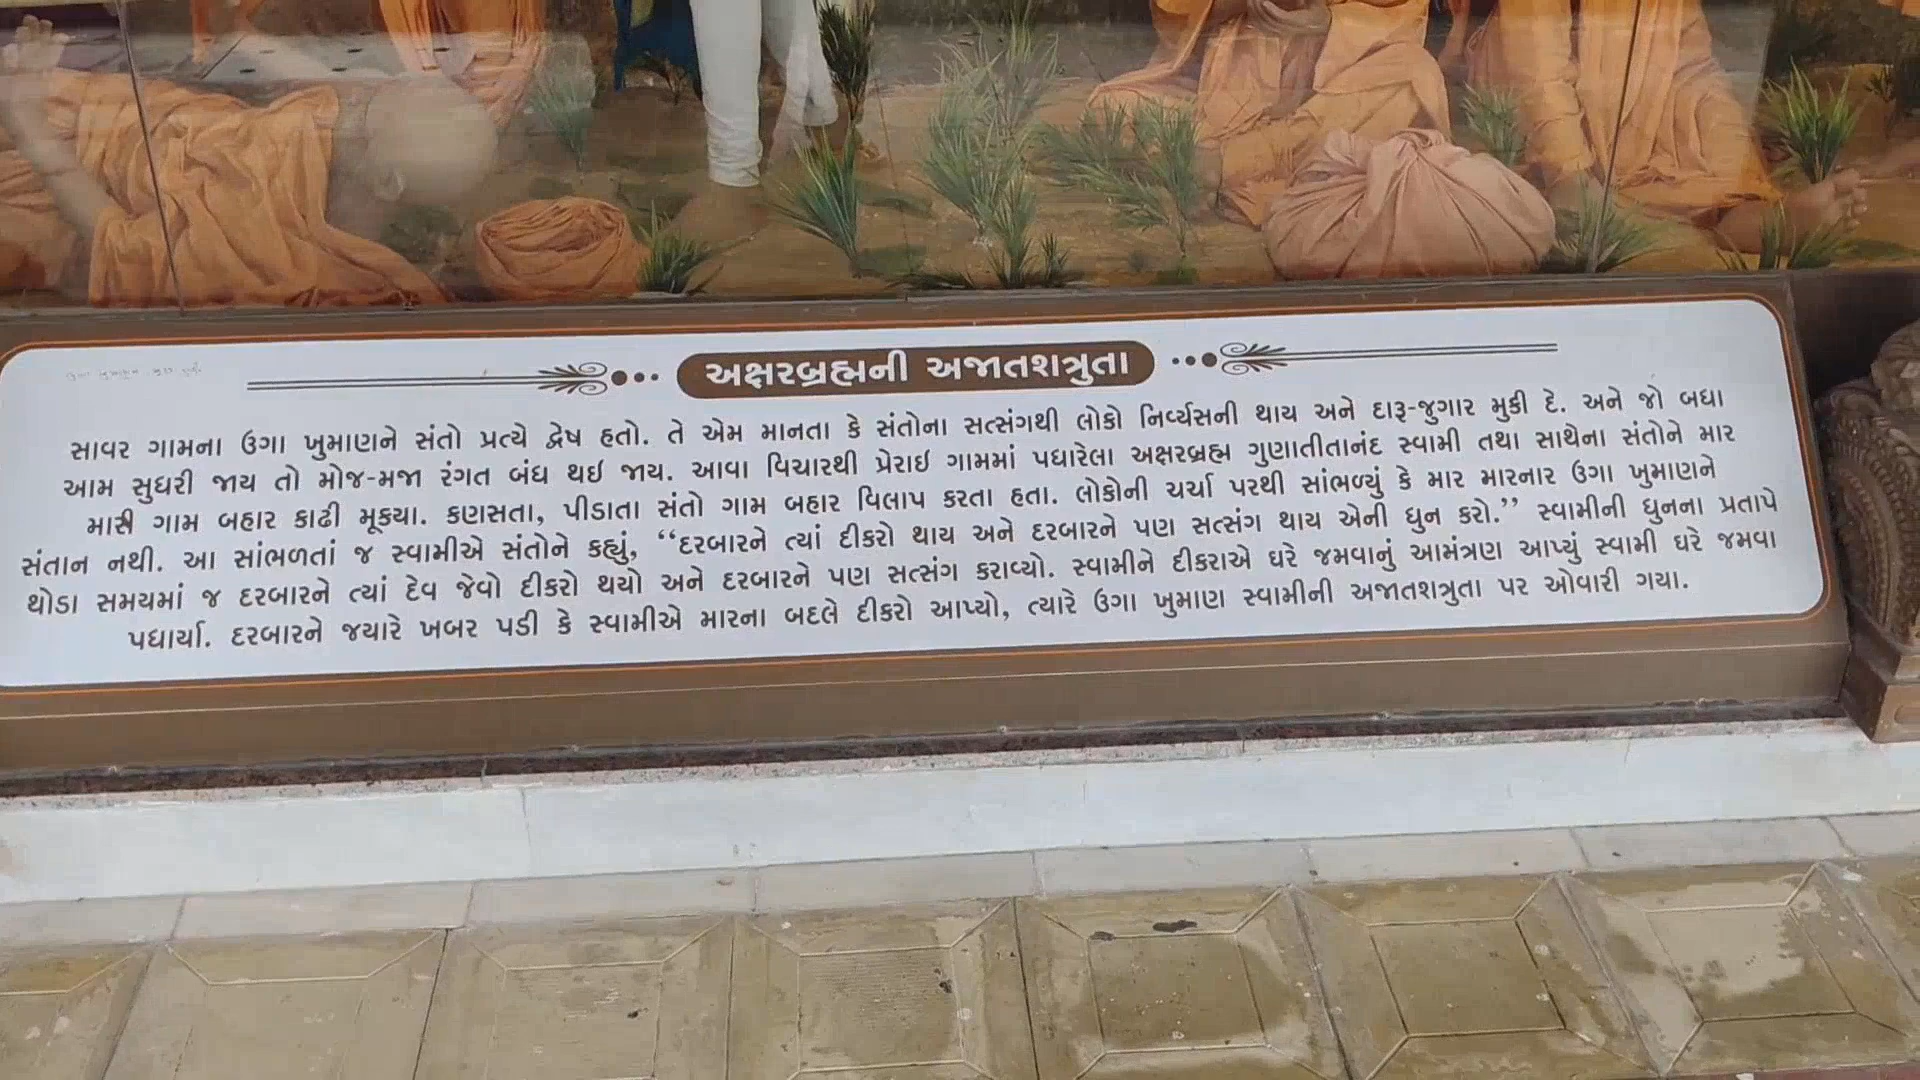 અક્ષરબ્રહ્મની અજાતશત્રુતા
સાવર ગામના ઉગા ખુમાણને સંતો પ્રત્યે દ્વેષ હતો. તે એમ માનતા કે સંતોના સત્સંગથી લોકો નિર્વ્યસની થાય અને દારૂ-જુગાર મુકી દે. અને જો બધા
આમ સુધરી જાય તો મોજ-મજા રંગત બંધ થઇ જાય. આવા વિચારથી પ્રેરાઇ ગામમાં પધારેલા અક્ષરબ્રહ્મ ગુણાતીતાનંદ સ્વામી તથા સાથેના સંતોને માર
મારી ગામ બહાર કાઢી મૂકયા. કણસતા, પીડાતા સંતો ગામ બહાર વિલાપ કરતા હતા. લોકોની ચર્ચા પરથી સાંભળ્યું કે માર મારનાર ઉગા ખુમાણને
સંતાન નથી. આ સાંભળતાં જ સ્વામીએ સંતોને કહ્યું, “દરબારને ત્યાં દીકરો થાય અને દરબારને પણ સત્સંગ થાય એની ધુન કરો.” સ્વામીની ધુનના પ્રતાપે
થોડા સમયમાં જ દરબારને ત્યાં દેવ જેવો દીકરો થયો અને દરબારને પણ સત્સંગ કરાવ્યો. સ્વામીને દીકરાએ ઘરે જમવાનું આમંત્રણ આપ્યું સ્વામી ઘરે જમવા
પધાર્યા. દરબારને જયારે ખબર પડી કે સ્વામીએ મારના બદલે દીકરો આપ્યો, ત્યારે ઉગા ખુમાણ સ્વામીની અજાતશત્રુતા પર ઓવારી ગયા.